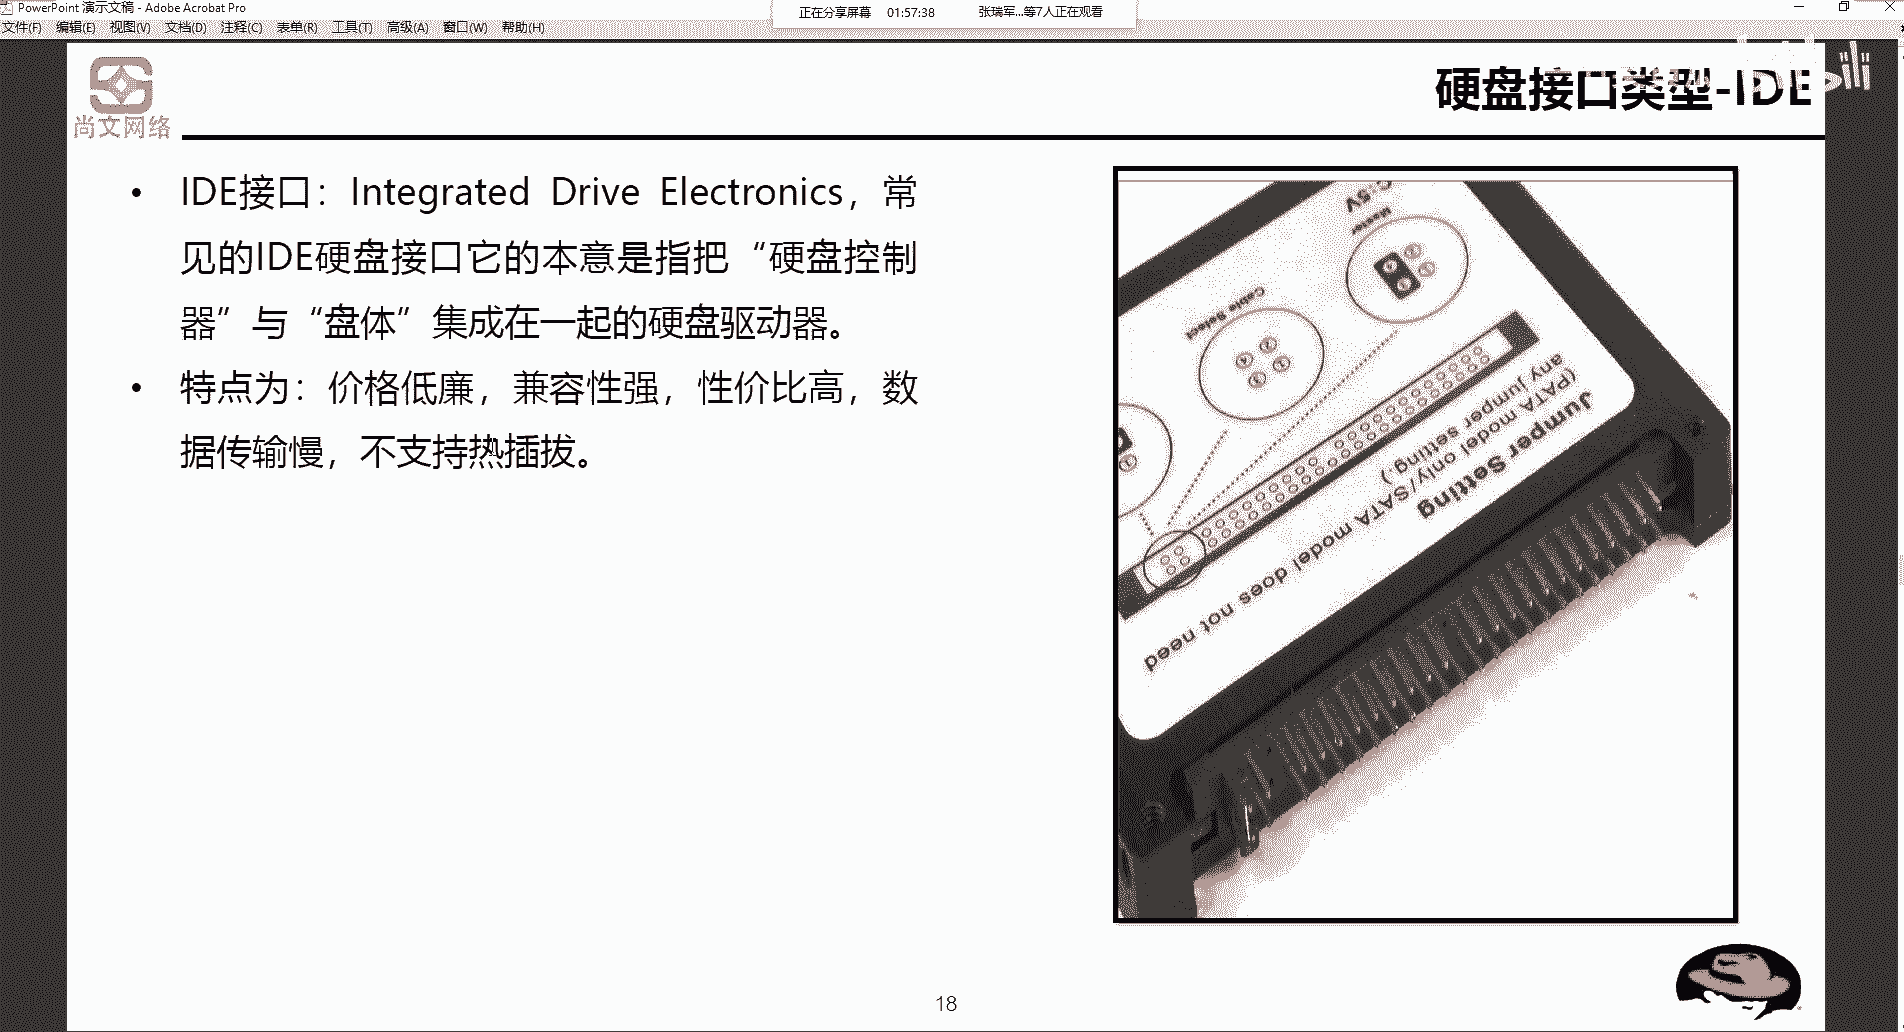 PowerPoint 演示文稿 - Adobe Acrobat Pro
正在分享屏幕 01:57:38 张瑞军...等7人正在观看
文件(F) 编辑(E) 视图(V) 文档(D) 注释(C) 表单(R) 工具(T) 高级(A) 窗口(W) 帮助(H)
尚文网络
硬盘接口类型-IDE
• IDE接口：Integrated Drive Electronics，常
见的IDE硬盘接口它的本意是指把“硬盘控制
器”与“盘体”集成在一起的硬盘驱动器。
• 特点为：价格低廉，兼容性强，性价比高，数
据传输慢，不支持热插拔。
Master
Cable Select
Jumper Setting
(PATA model only/SATA model does not need
any jumper setting.)
18